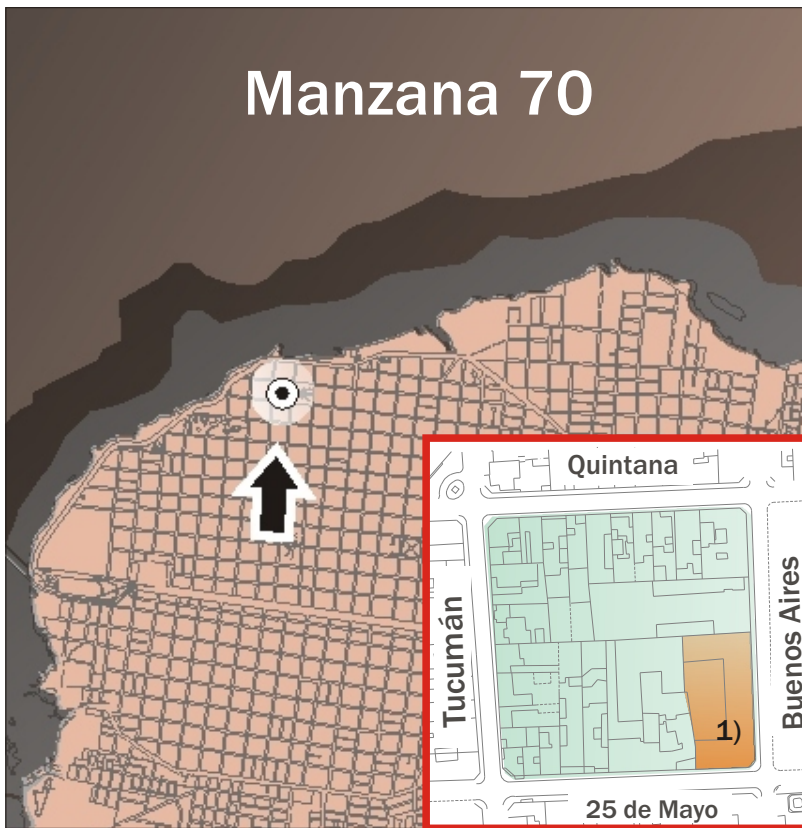 Manzana 70
Quintana
Tucumán
Buenos Aires
1)
25 de Mayo